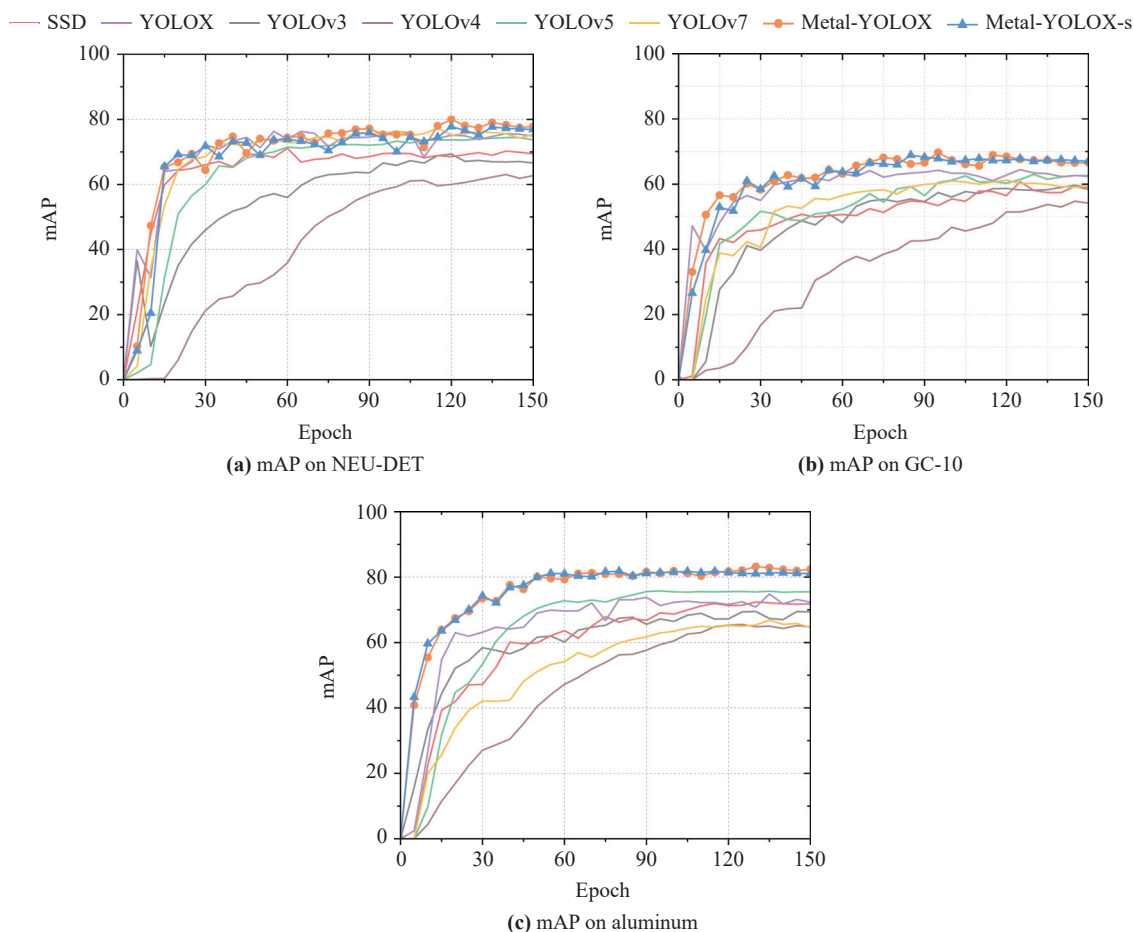 SSD YOLOX YOLOv3 YOLOv4 YOLOv5 YOLOv7 Metal-YOLOX Metal-YOLOX-s
100
80
60
40
20
0
mAP
0 30 60 90 120 150
Epoch
(a) mAP on NEU-DET
100
80
60
40
20
0
mAP
0 30 60 90 120 150
Epoch
(b) mAP on GC-10
100
80
60
40
20
0
mAP
0 30 60 90 120 150
Epoch
(c) mAP on aluminum